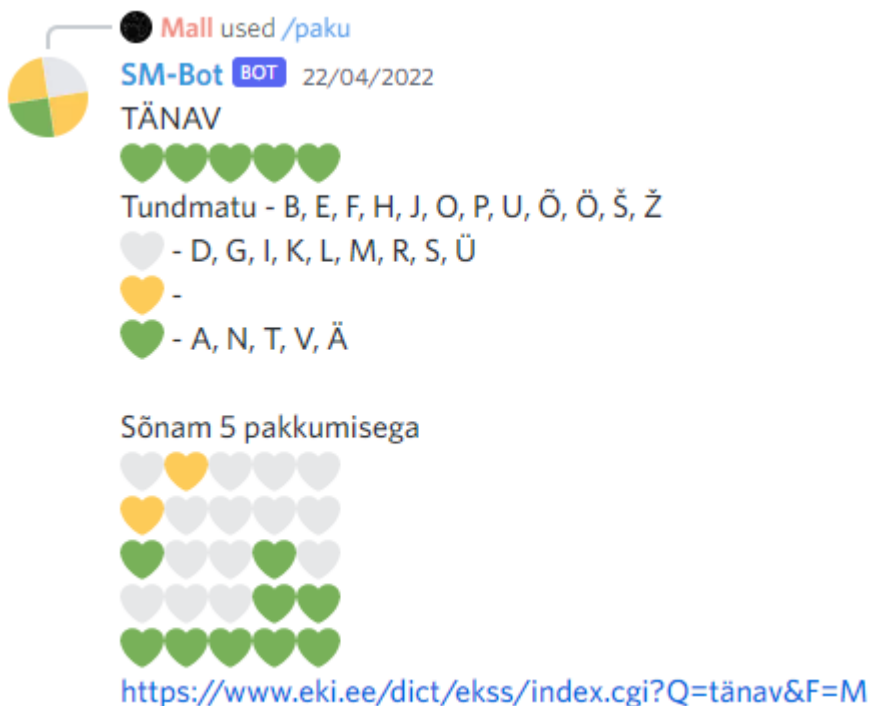 Mall used /paku
SM-Bot BOT 22/04/2022
TÄNAV
Tundmatu - B, E, F, H, J, O, P, U, Õ, Ö, Š, Ž
- D, G, I, K, L, M, R, S, Ü
-
- A, N, T, V, Ä
Sõnam 5 pakkumisega
https://www.eki.ee/dict/ekss/index.cgi?Q=tänav&F=M